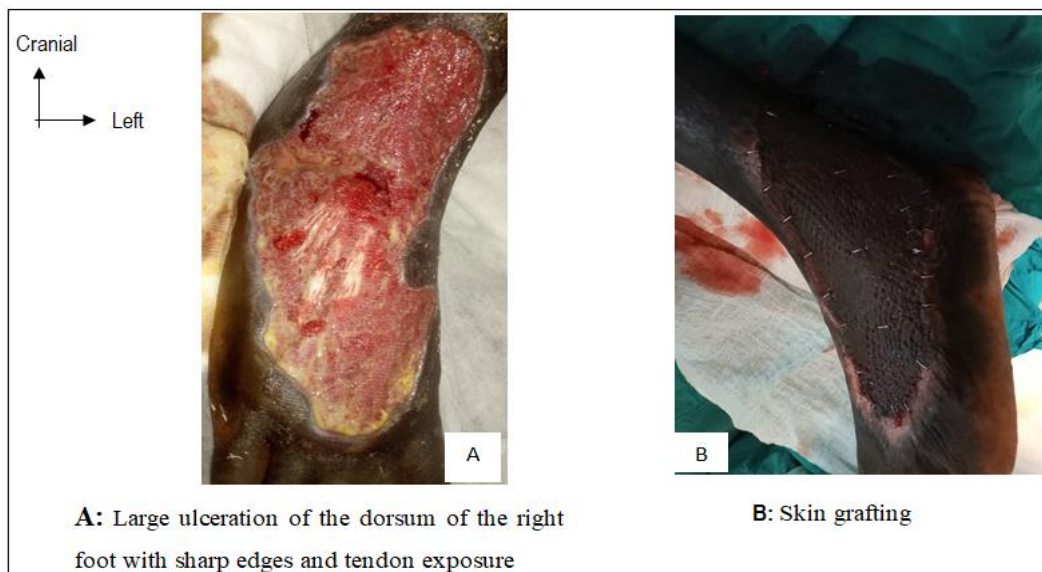 Cranial
Left
A
B
A: Large ulceration of the dorsum of the right
foot with sharp edges and tendon exposure
B: Skin grafting